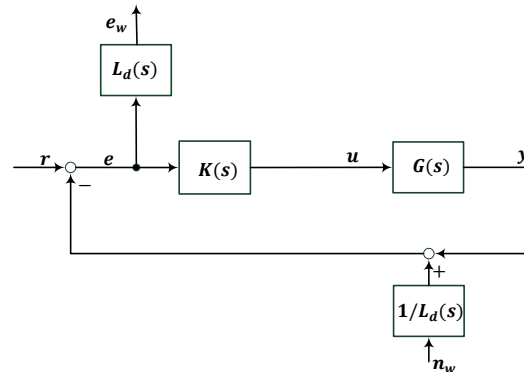 e_w
L_d(s)
r
e
K(s)
u
G(s)
y
−
+
1/L_d(s)
n_w